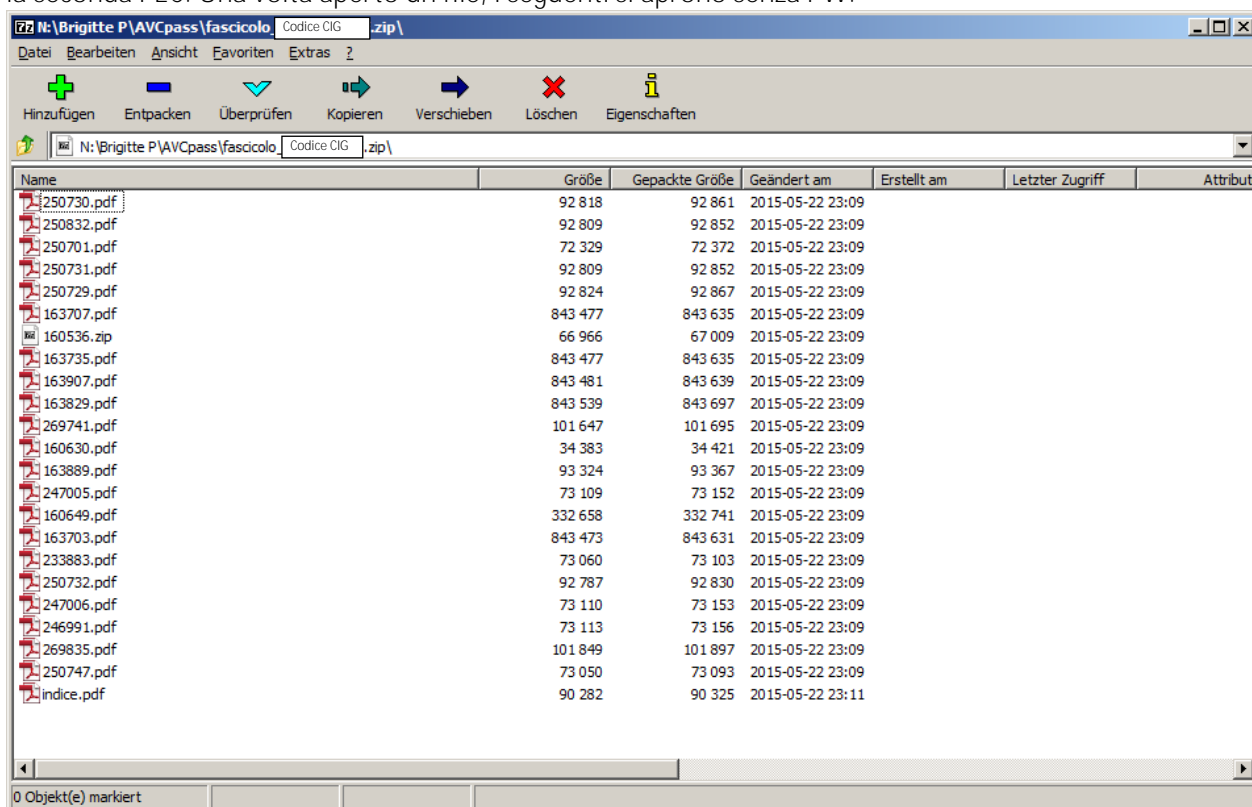 la seconda PEC. Una volta aperto un file, i seguenti si aprono senza PW.
N:\Brigitte P\AVCpass\fascicolo_ Codice CIG .zip\
Datei Bearbeiten Ansicht Favoriten Extras ?
Hinzufügen Entpacken Überprüfen Kopieren Verschieben Löschen Eigenschaften
N:\Brigitte P\AVCpass\fascicolo_ Codice CIG .zip\
Name Größe Gepackte Größe Geändert am Erstellt am Letzter Zugriff Attribut
250730.pdf 92 818 92 861 2015-05-22 23:09
250832.pdf 92 809 92 852 2015-05-22 23:09
250701.pdf 72 329 72 372 2015-05-22 23:09
250731.pdf 92 809 92 852 2015-05-22 23:09
250729.pdf 92 824 92 867 2015-05-22 23:09
163707.pdf 843 477 843 635 2015-05-22 23:09
160536.zip 66 966 67 009 2015-05-22 23:09
163735.pdf 843 477 843 635 2015-05-22 23:09
163907.pdf 843 481 843 639 2015-05-22 23:09
163829.pdf 843 539 843 697 2015-05-22 23:09
269741.pdf 101 647 101 695 2015-05-22 23:09
160630.pdf 34 383 34 421 2015-05-22 23:09
163889.pdf 93 324 93 367 2015-05-22 23:09
247005.pdf 73 109 73 152 2015-05-22 23:09
160649.pdf 332 658 332 741 2015-05-22 23:09
163703.pdf 843 473 843 631 2015-05-22 23:09
233883.pdf 73 060 73 103 2015-05-22 23:09
250732.pdf 92 787 92 830 2015-05-22 23:09
247006.pdf 73 110 73 153 2015-05-22 23:09
246991.pdf 73 113 73 156 2015-05-22 23:09
269835.pdf 101 849 101 897 2015-05-22 23:09
250747.pdf 73 050 73 093 2015-05-22 23:09
indice.pdf 90 282 90 325 2015-05-22 23:11
0 Objekt(e) markiert